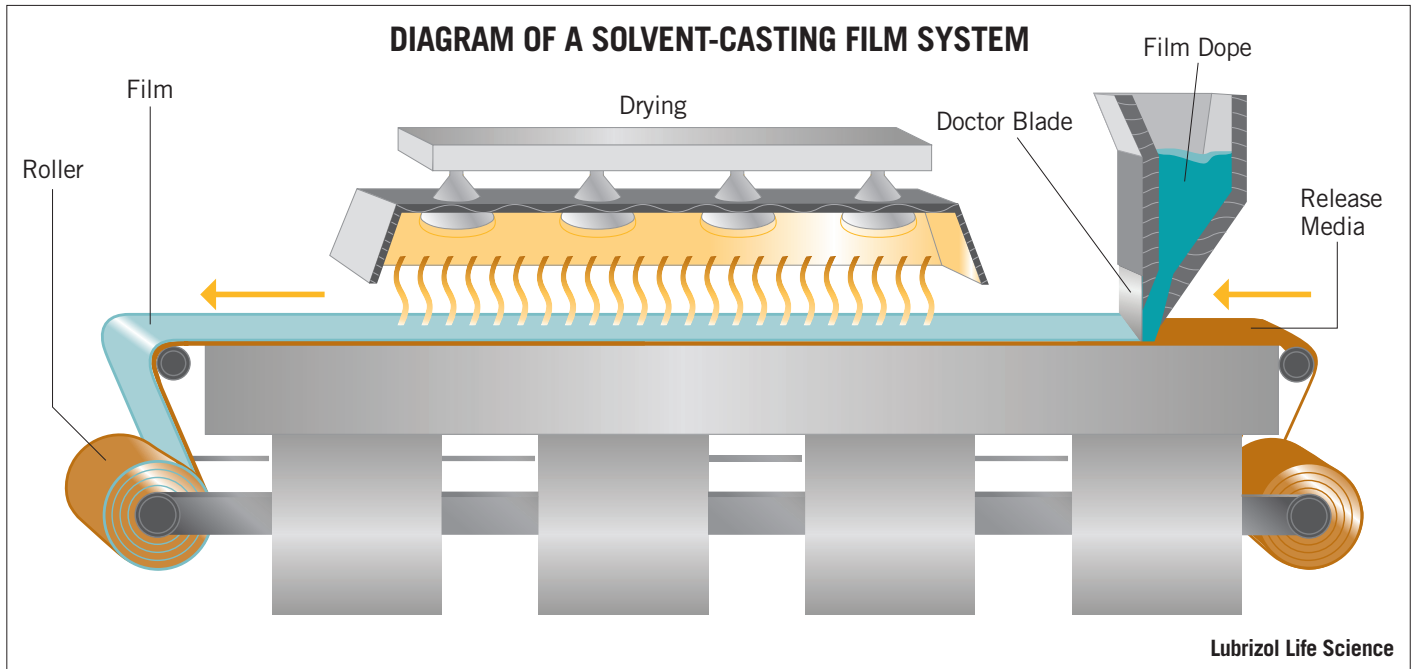 DIAGRAM OF A SOLVENT-CASTING FILM SYSTEM
Film Dope
Film
Drying
Doctor Blade
Roller
Release
Media
Lubrizol Life Science